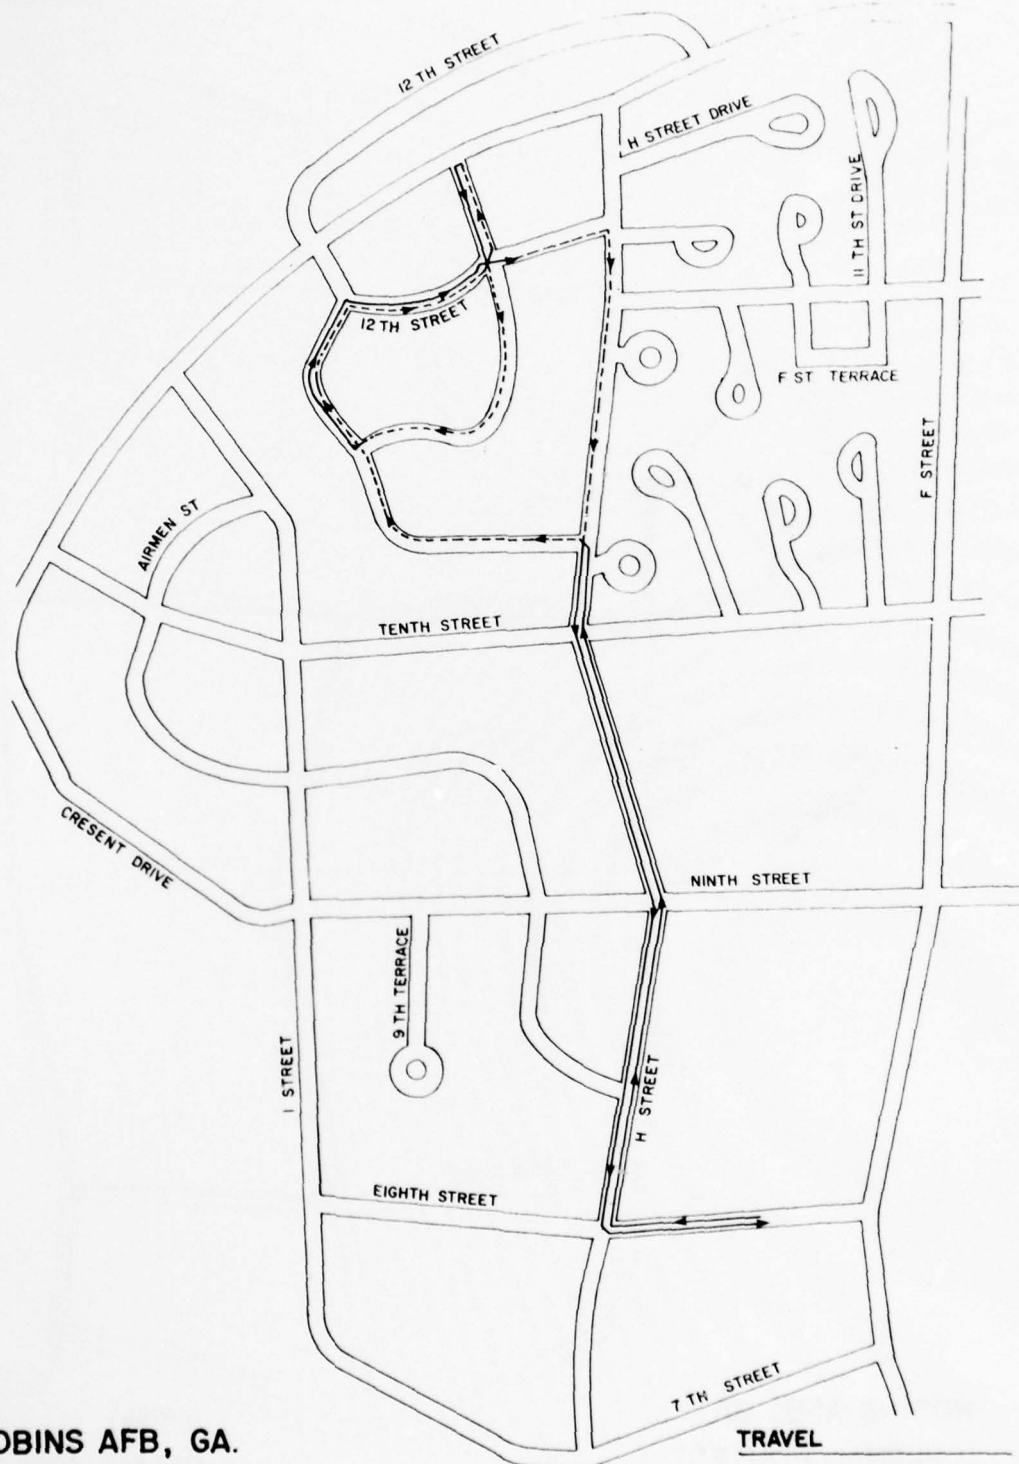 12 TH STREET
H STREET DRIVE
11 TH ST DRIVE
12 TH STREET
F ST TERRACE
F STREET
AIRMEN ST
TENTH STREET
CRESENT DRIVE
NINTH STREET
9 TH TERRACE
I STREET
H STREET
EIGHTH STREET
7 TH STREET
OBINS AFB, GA.
TRAVEL